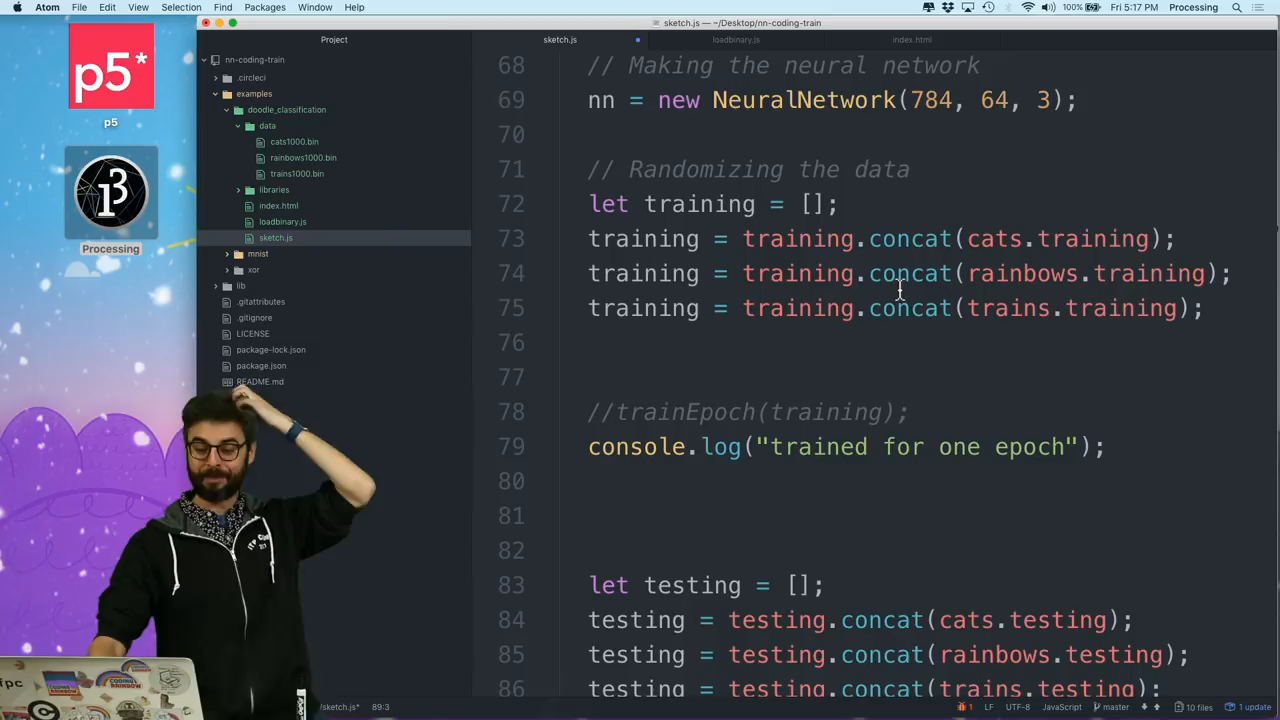 Atom File Edit View Selection Find Packages Window Help 100% Fri 5:17 PM Processing
sketch.js — ~/Desktop/nn-coding-train
p5*
p5
Processing
Project
nn-coding-train
.circleci
examples
doodle_classification
data
cats1000.bin
rainbows1000.bin
trains1000.bin
libraries
index.html
loadbinary.js
sketch.js
mnist
xor
lib
.gitattributes
.gitignore
LICENSE
package-lock.json
package.json
README.md
sketch.js loadbinary.js index.html
68 // Making the neural network
69 nn = new NeuralNetwork(784, 64, 3);
70
71 // Randomizing the data
72 let training = [];
73 training = training.concat(cats.training);
74 training = training.concat(rainbows.training);
75 training = training.concat(trains.training);
76
77
78 //trainEpoch(training);
79 console.log("trained for one epoch");
80
81
82
83 let testing = [];
84 testing = testing.concat(cats.testing);
85 testing = testing.concat(rainbows.testing);
86 testing = testing.concat(trains.testing);
/sketch.js* 89:3 1 LF UTF-8 JavaScript master 10 files 1 update